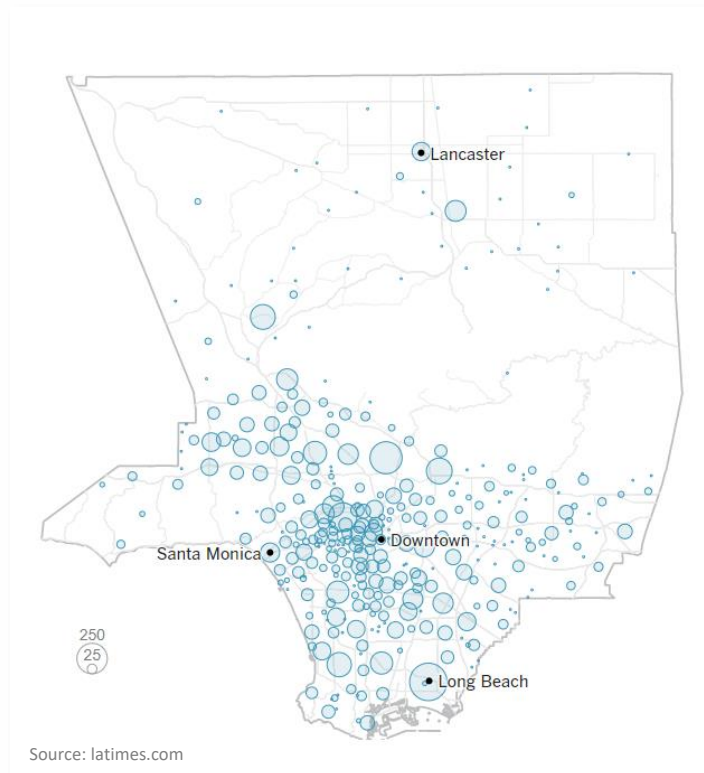 Lancaster
Downtown
Santa Monica
250
25
Long Beach
Source: latimes.com